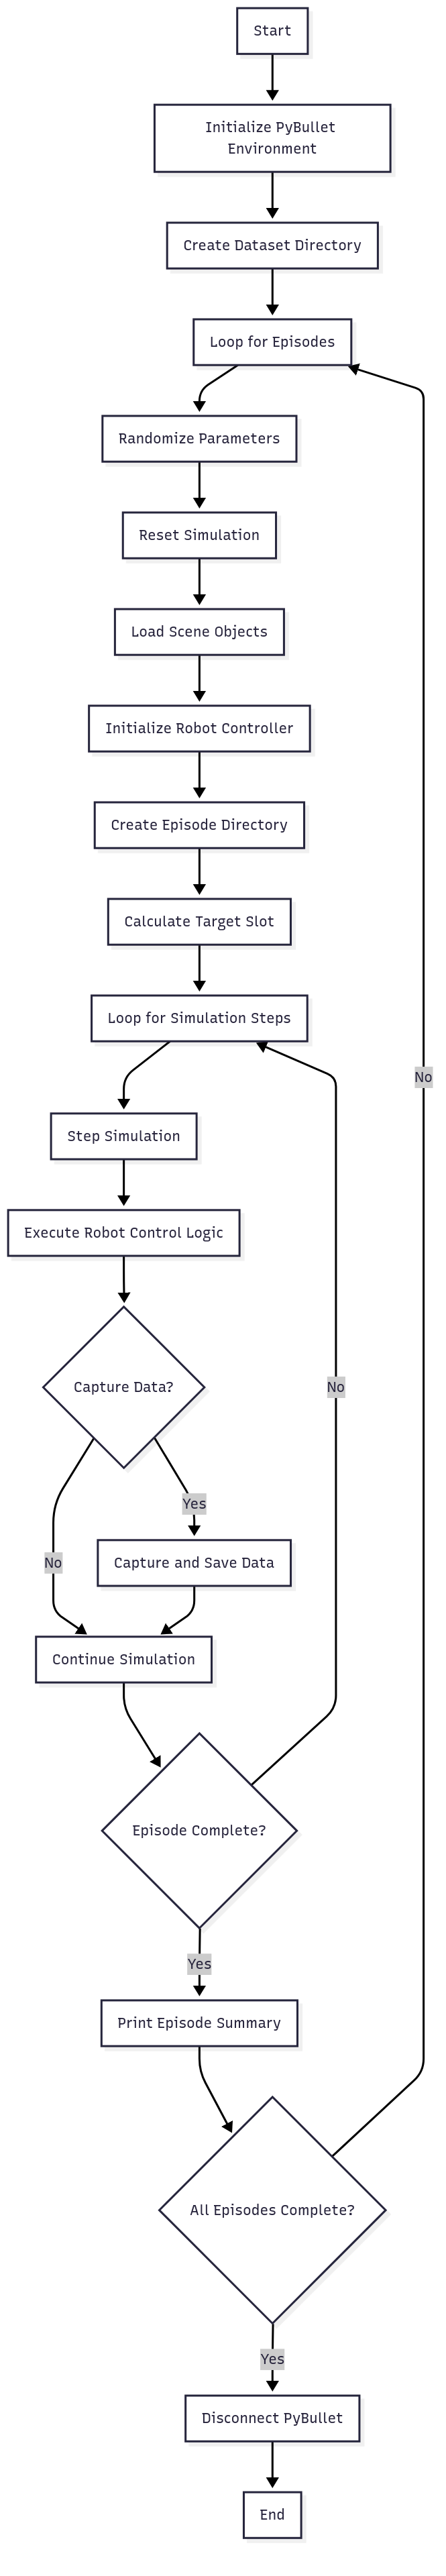 Start
Initialize PyBullet
Environment
Create Dataset Directory
Loop for Episodes
Randomize Parameters
Reset Simulation
Load Scene Objects
Initialize Robot Controller
Create Episode Directory
Calculate Target Slot
Loop for Simulation Steps
No
Step Simulation
Execute Robot Control Logic
Capture Data?
No
Yes
No
Capture and Save Data
Continue Simulation
Episode Complete?
Yes
Print Episode Summary
All Episodes Complete?
Yes
Disconnect PyBullet
End